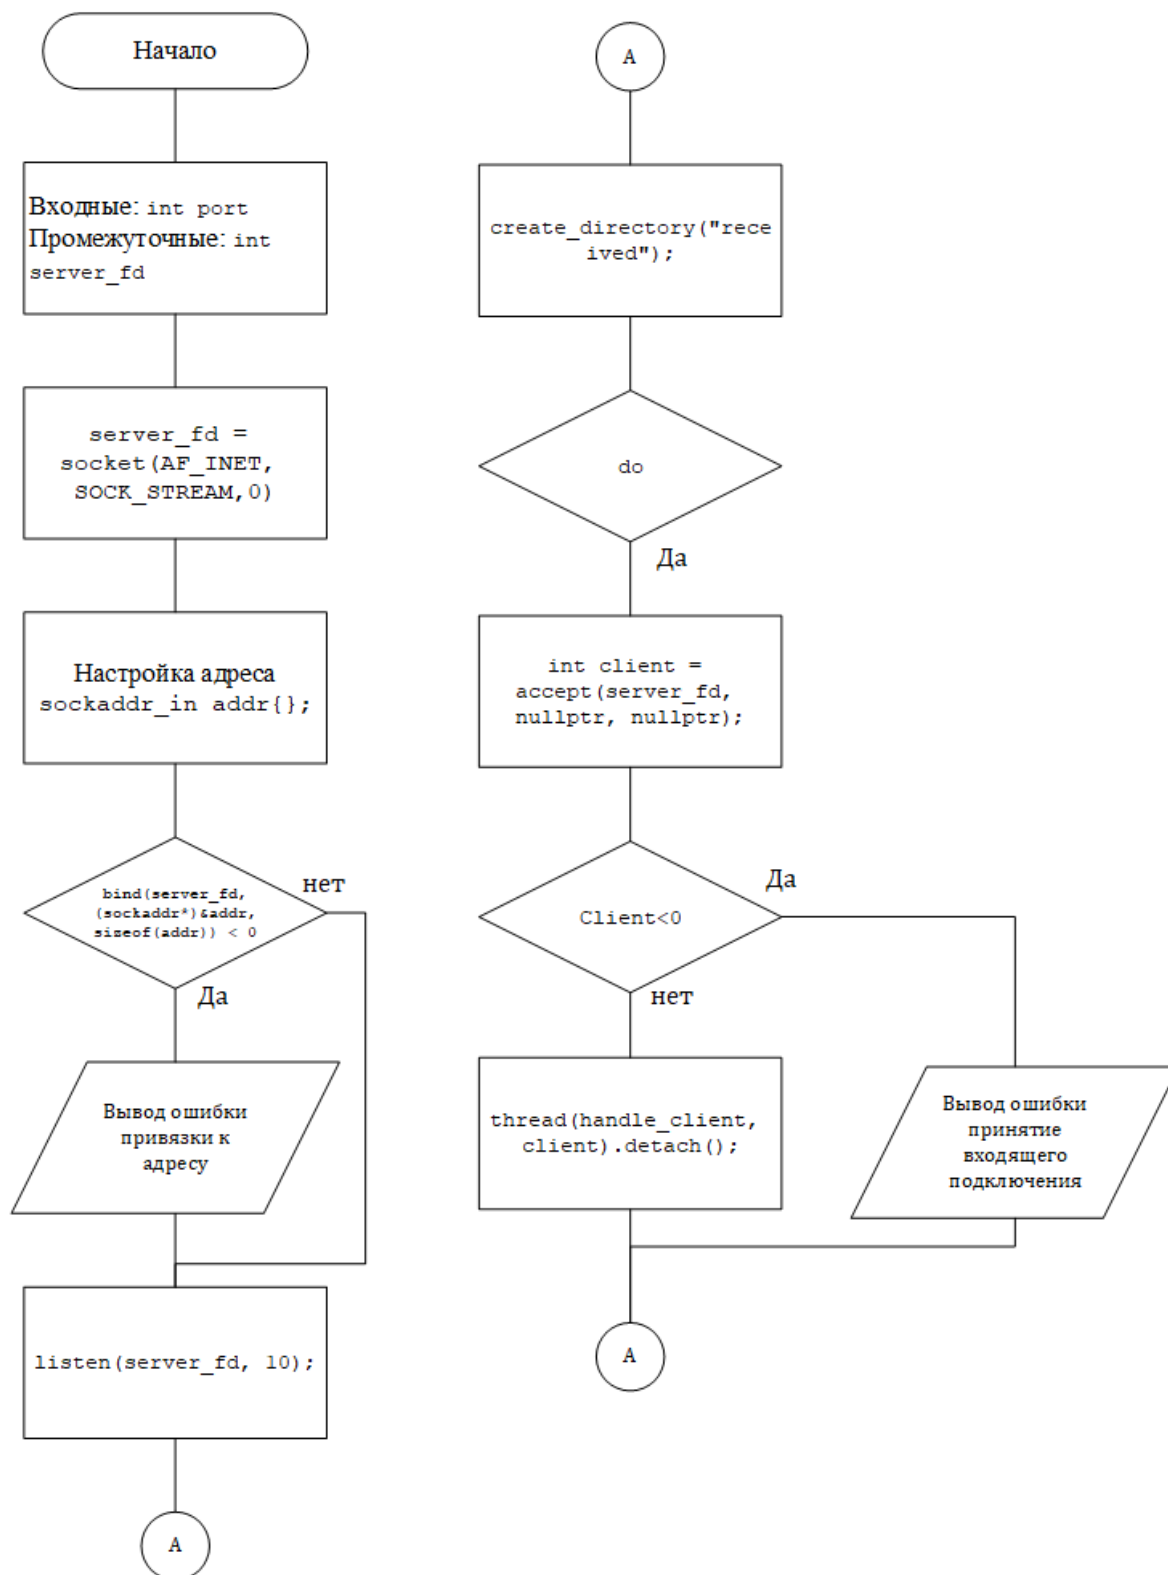 Начало
Входные: int port
Промежуточные: int
server_fd
server_fd =
socket(AF_INET,
SOCK_STREAM,0)
Настройка адреса
sockaddr_in addr{};
bind(server_fd,
(sockaddr*)&addr,
sizeof(addr)) < 0
нет
Да
Вывод ошибки
привязки к
адресу
listen(server_fd, 10);
А
А
create_directory("rece
ived");
do
Да
int client =
accept(server_fd,
nullptr, nullptr);
Client<0
Да
нет
thread(handle_client,
client).detach();
Вывод ошибки
принятие
входящего
подключения
А